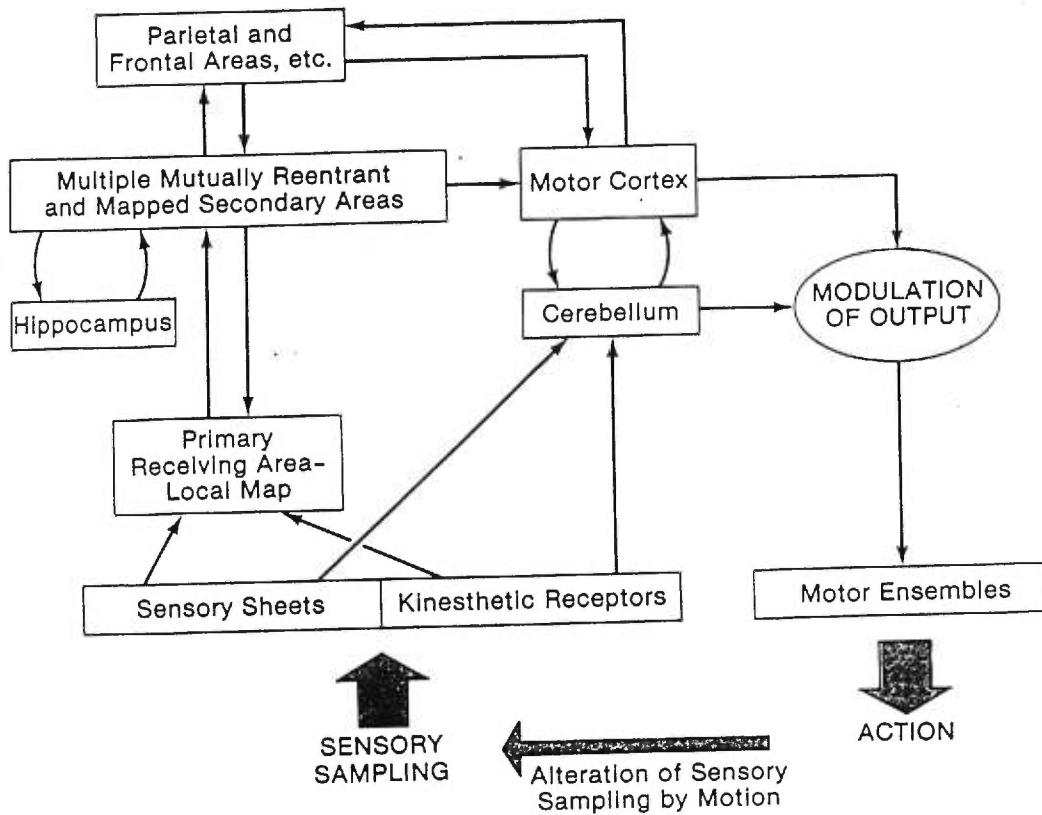 Parietal and
Frontal Areas, etc.
Multiple Mutually Reentrant
and Mapped Secondary Areas
Motor Cortex
Hippocampus
Cerebellum
MODULATION
OF OUTPUT
Primary
Receiving Area–
Local Map
Sensory Sheets
Kinesthetic Receptors
Motor Ensembles
SENSORY
SAMPLING
Alteration of Sensory
Sampling by Motion
ACTION